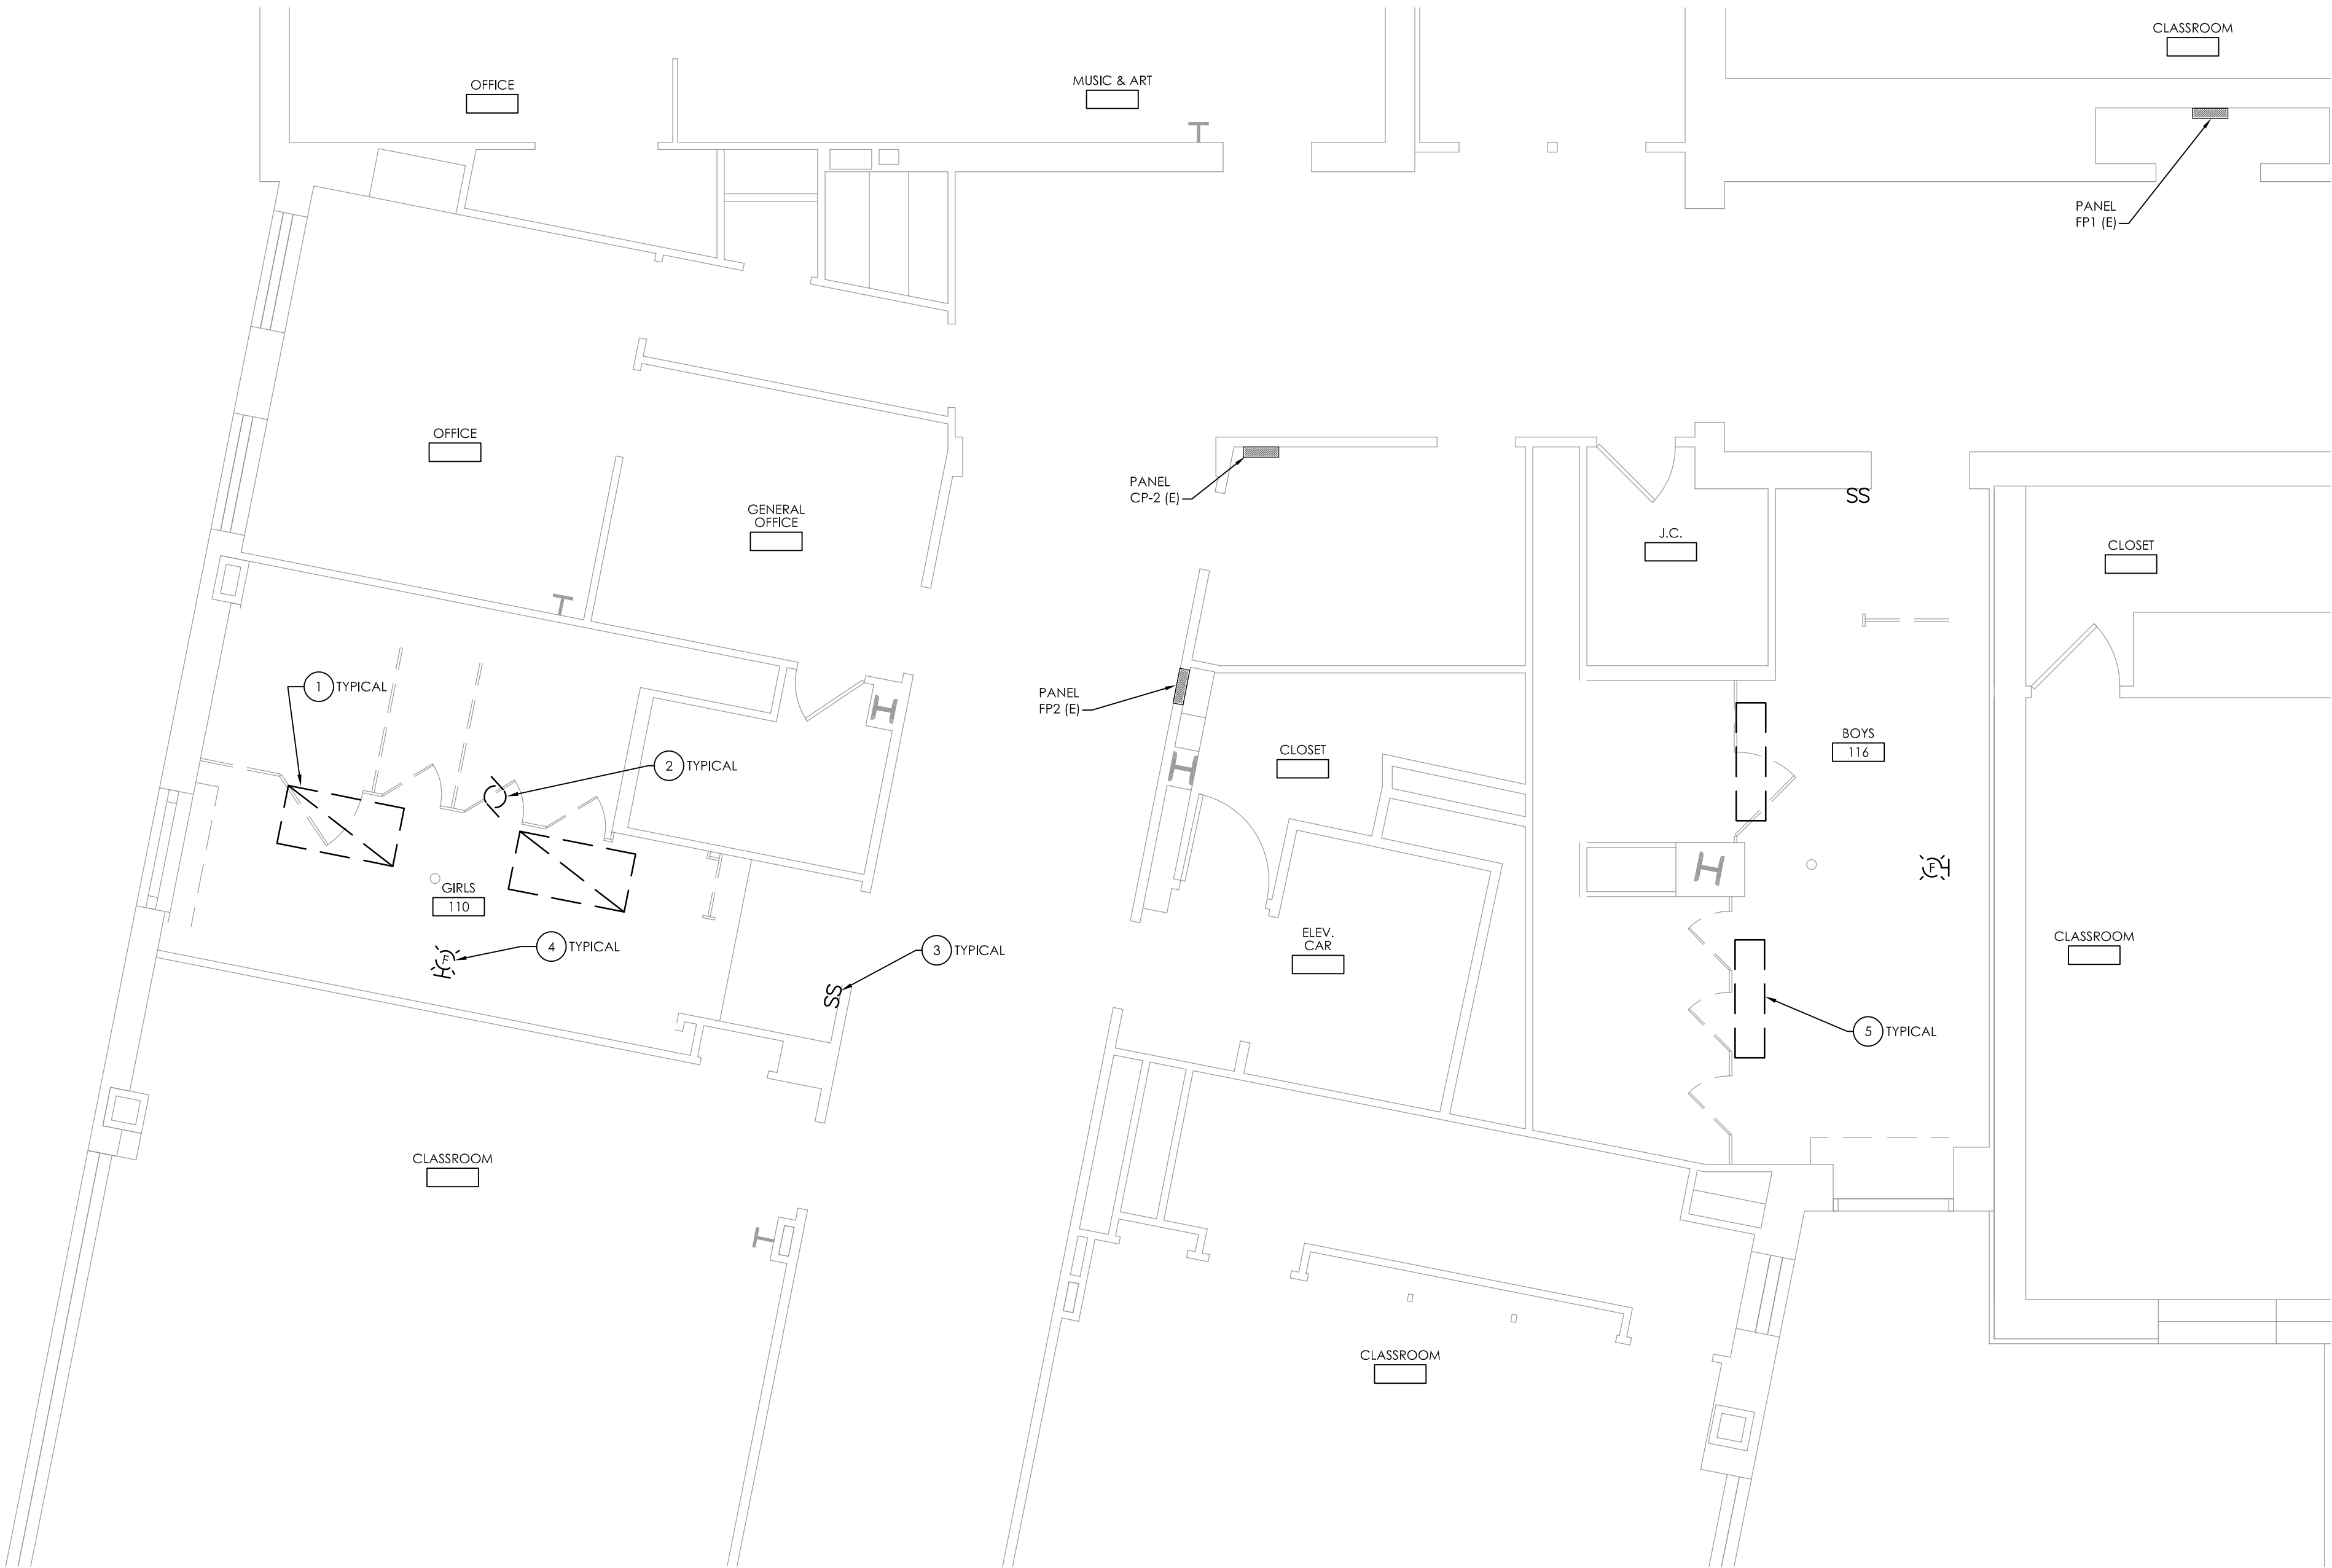 CLASSROOM
OFFICE
MUSIC & ART
PANEL
FP1 (E)
OFFICE
PANEL
CP-2 (E)
SS
GENERAL
OFFICE
J.C.
CLOSET
1 TYPICAL
PANEL
FP2 (E)
2 TYPICAL
CLOSET
BOYS
116
F
GIRLS
110
ELEV.
CAR
CLASSROOM
4 TYPICAL
3 TYPICAL
F
SS
5 TYPICAL
CLASSROOM
CLASSROOM